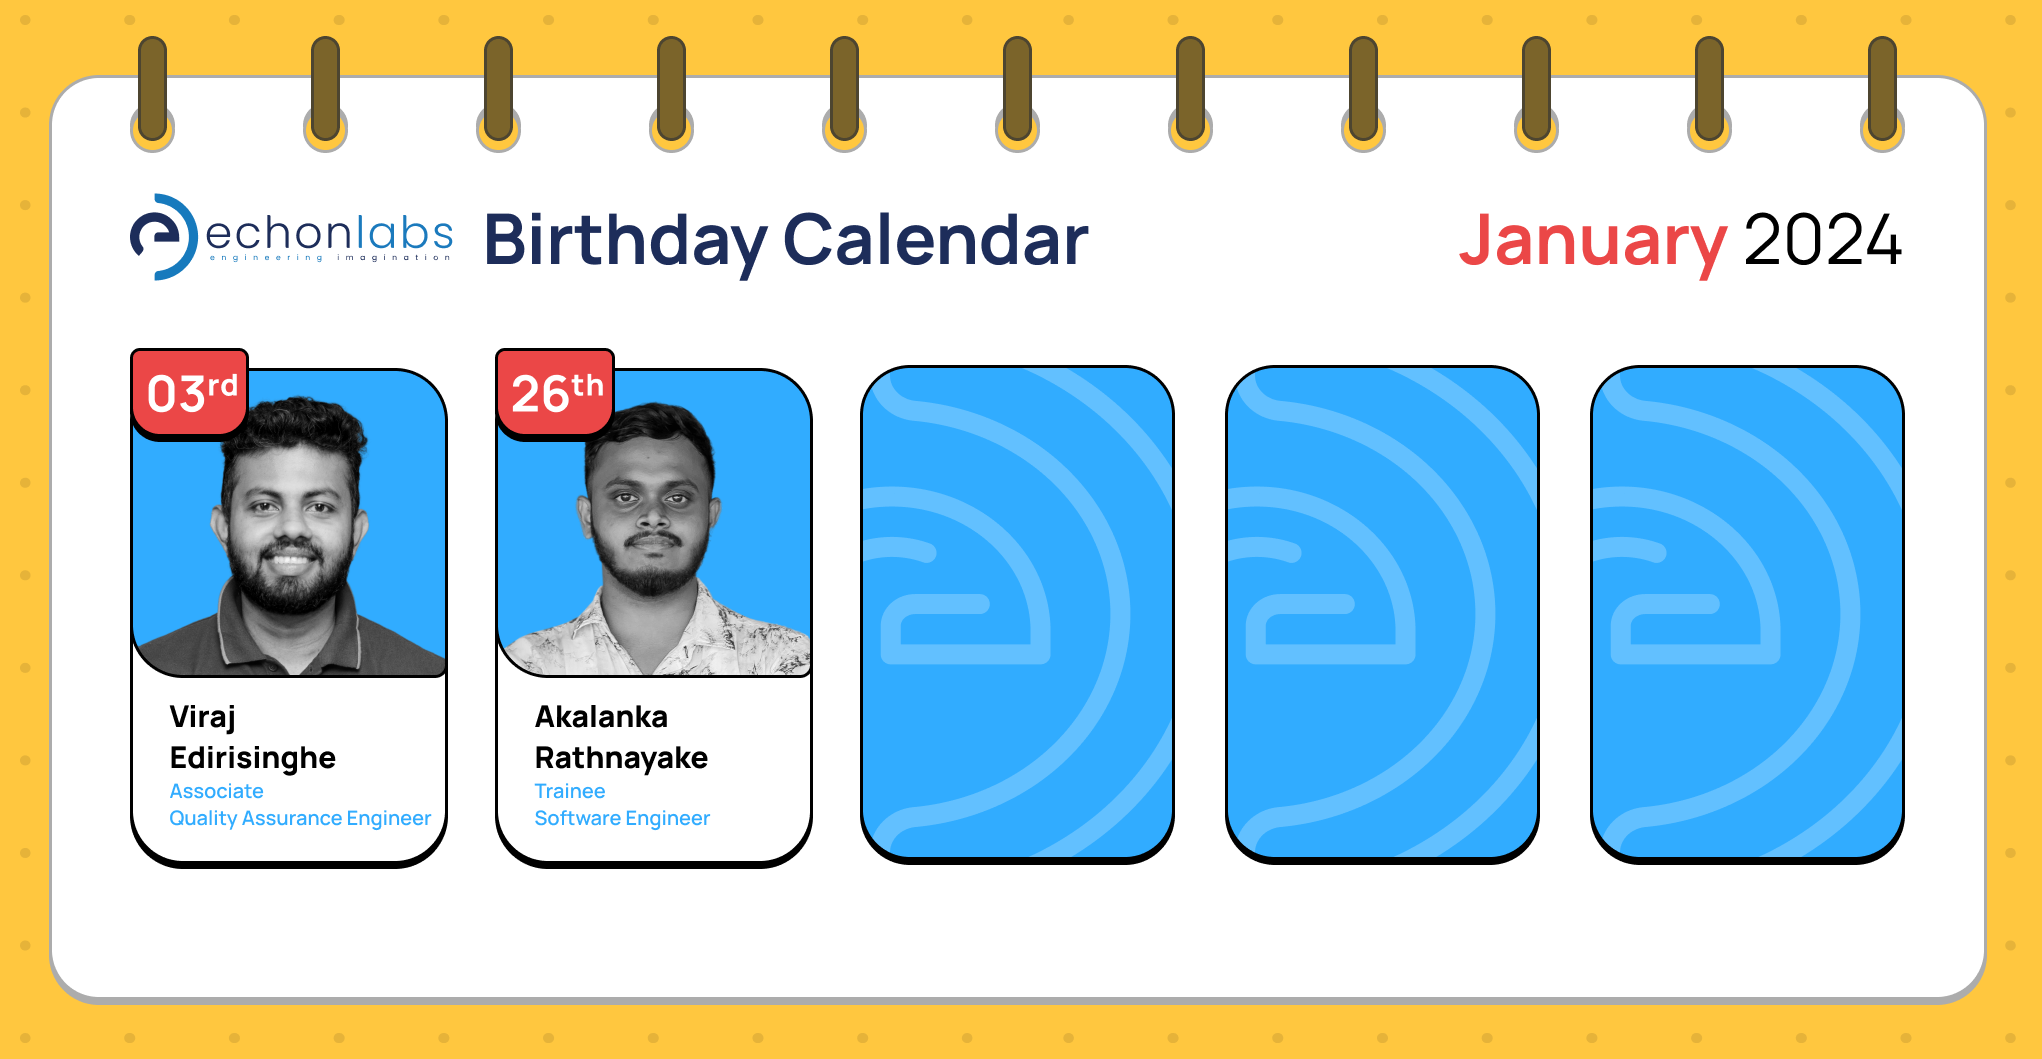 echonlabs
engineering imagination
Birthday Calendar
January 2024
03rd
Viraj
Edirisinghe
Associate
Quality Assurance Engineer
26th
Akalanka
Rathnayake
Trainee
Software Engineer